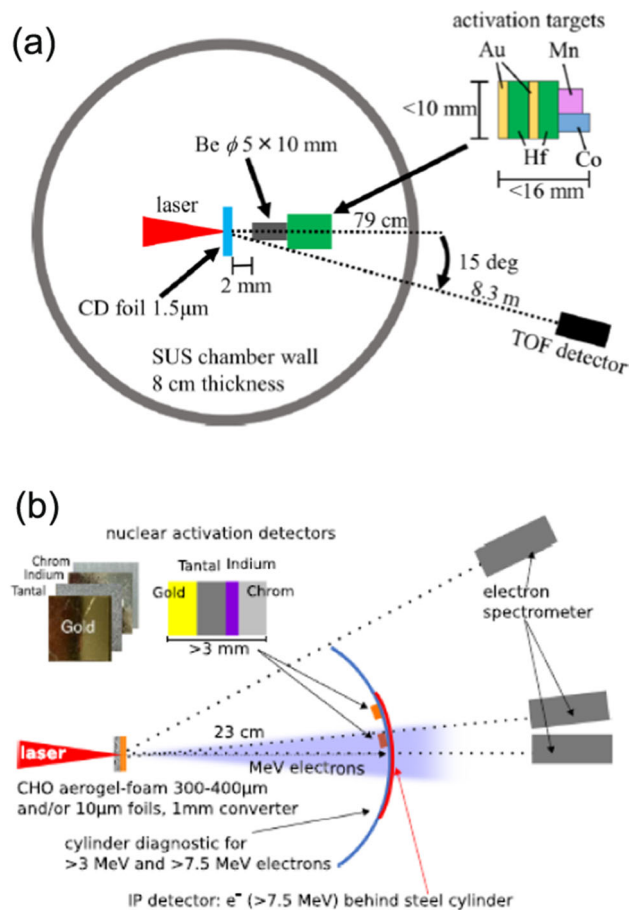 (a)
activation targets
Au
Mn
<10 mm
Hf
Co
<16 mm
Be ϕ 5 × 10 mm
laser
79 cm
15 deg
8.3 m
2 mm
CD foil 1.5μm
TOF detector
SUS chamber wall
8 cm thickness
(b)
nuclear activation detectors
Chrom
Indium
Tantal
Gold
Tantal
Indium
Gold
Chrom
>3 mm
electron
spectrometer
23 cm
laser
MeV electrons
CHO aerogel-foam 300-400μm
and/or 10μm foils, 1mm converter
cylinder diagnostic for
>3 MeV and >7.5 MeV electrons
IP detector: e⁻ (>7.5 MeV) behind steel cylinder